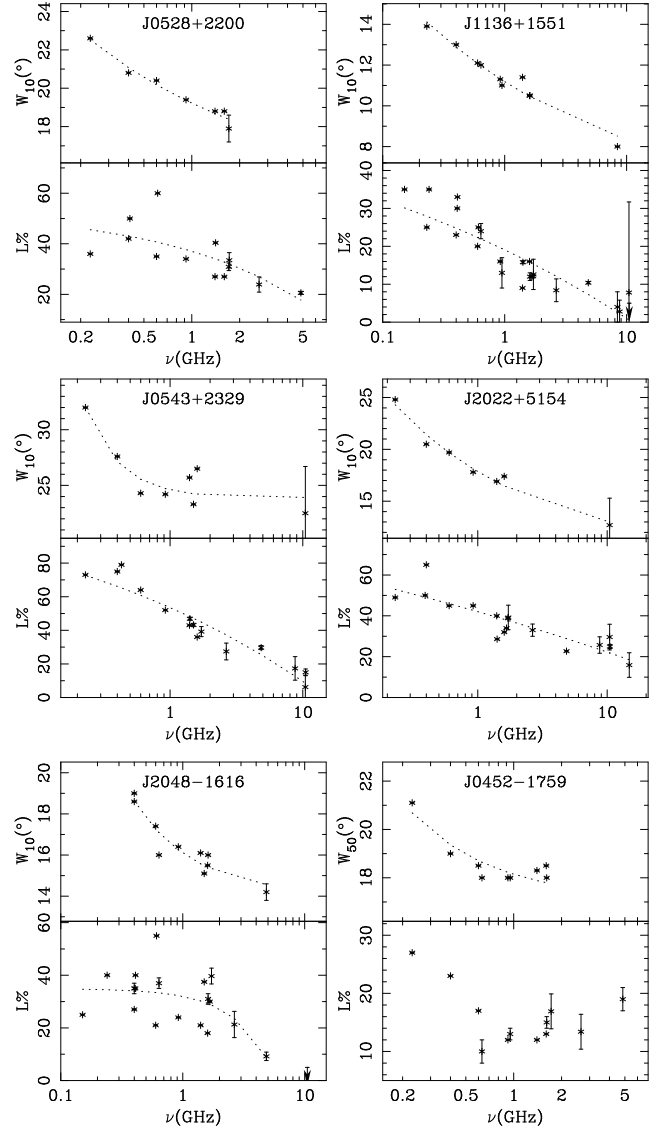 J0528+2200
W10(°)
18 20 22 24
L%
20 40 60
0.2 0.5 1 2 5
ν(GHz)
J1136+1551
W10(°)
8 10 12 14
L%
0 10 20 30 40
0.1 1 10
ν(GHz)
J0543+2329
W10(°)
24 28 32
L%
0 20 40 60 80
1 10
ν(GHz)
J2022+5154
W10(°)
15 20 25
L%
0 20 40 60
1 10
ν(GHz)
J2048−1616
W10(°)
14 16 18 20
L%
0 20 40 60
0.1 1 10
ν(GHz)
J0452−1759
W50(°)
18 20 22
L%
10 20 30
0.2 0.5 1 2 5
ν(GHz)